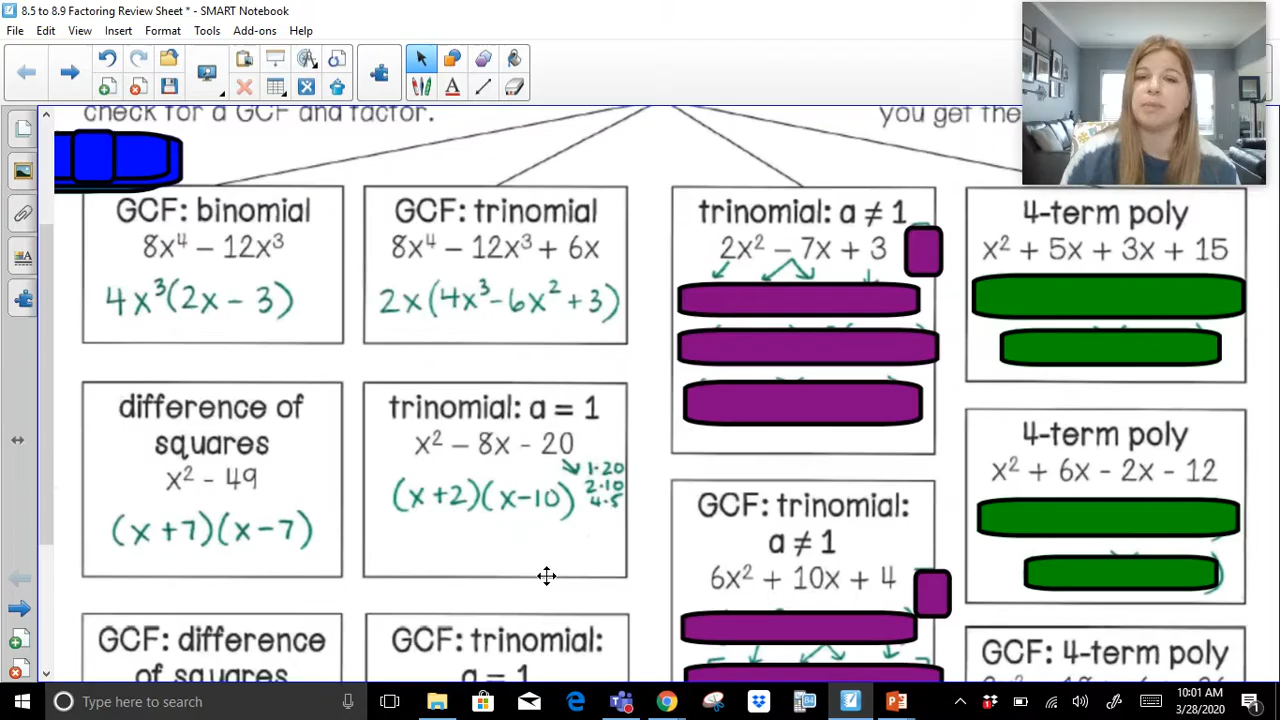 8.5 to 8.9 Factoring Review Sheet * - SMART Notebook
File Edit View Insert Format Tools Add-ons Help
check for a GCF and factor.
you get the
GCF: binomial
8x⁴ – 12x³
4x³(2x – 3)
GCF: trinomial
8x⁴ – 12x³ + 6x
2x(4x³-6x²+3)
trinomial: a ≠ 1
2x² – 7x + 3
4-term poly
x² + 5x + 3x + 15
difference of
squares
x² - 49
(x+7)(x-7)
trinomial: a = 1
x² – 8x - 20
1·20
2·10
4·5
(x+2)(x-10)
4-term poly
x² + 6x - 2x - 12
GCF: trinomial:
a ≠ 1
6x² + 10x + 4
GCF: difference
of squares
GCF: trinomial:
a = 1
GCF: 4-term poly
Type here to search
10:01 AM
3/28/2020